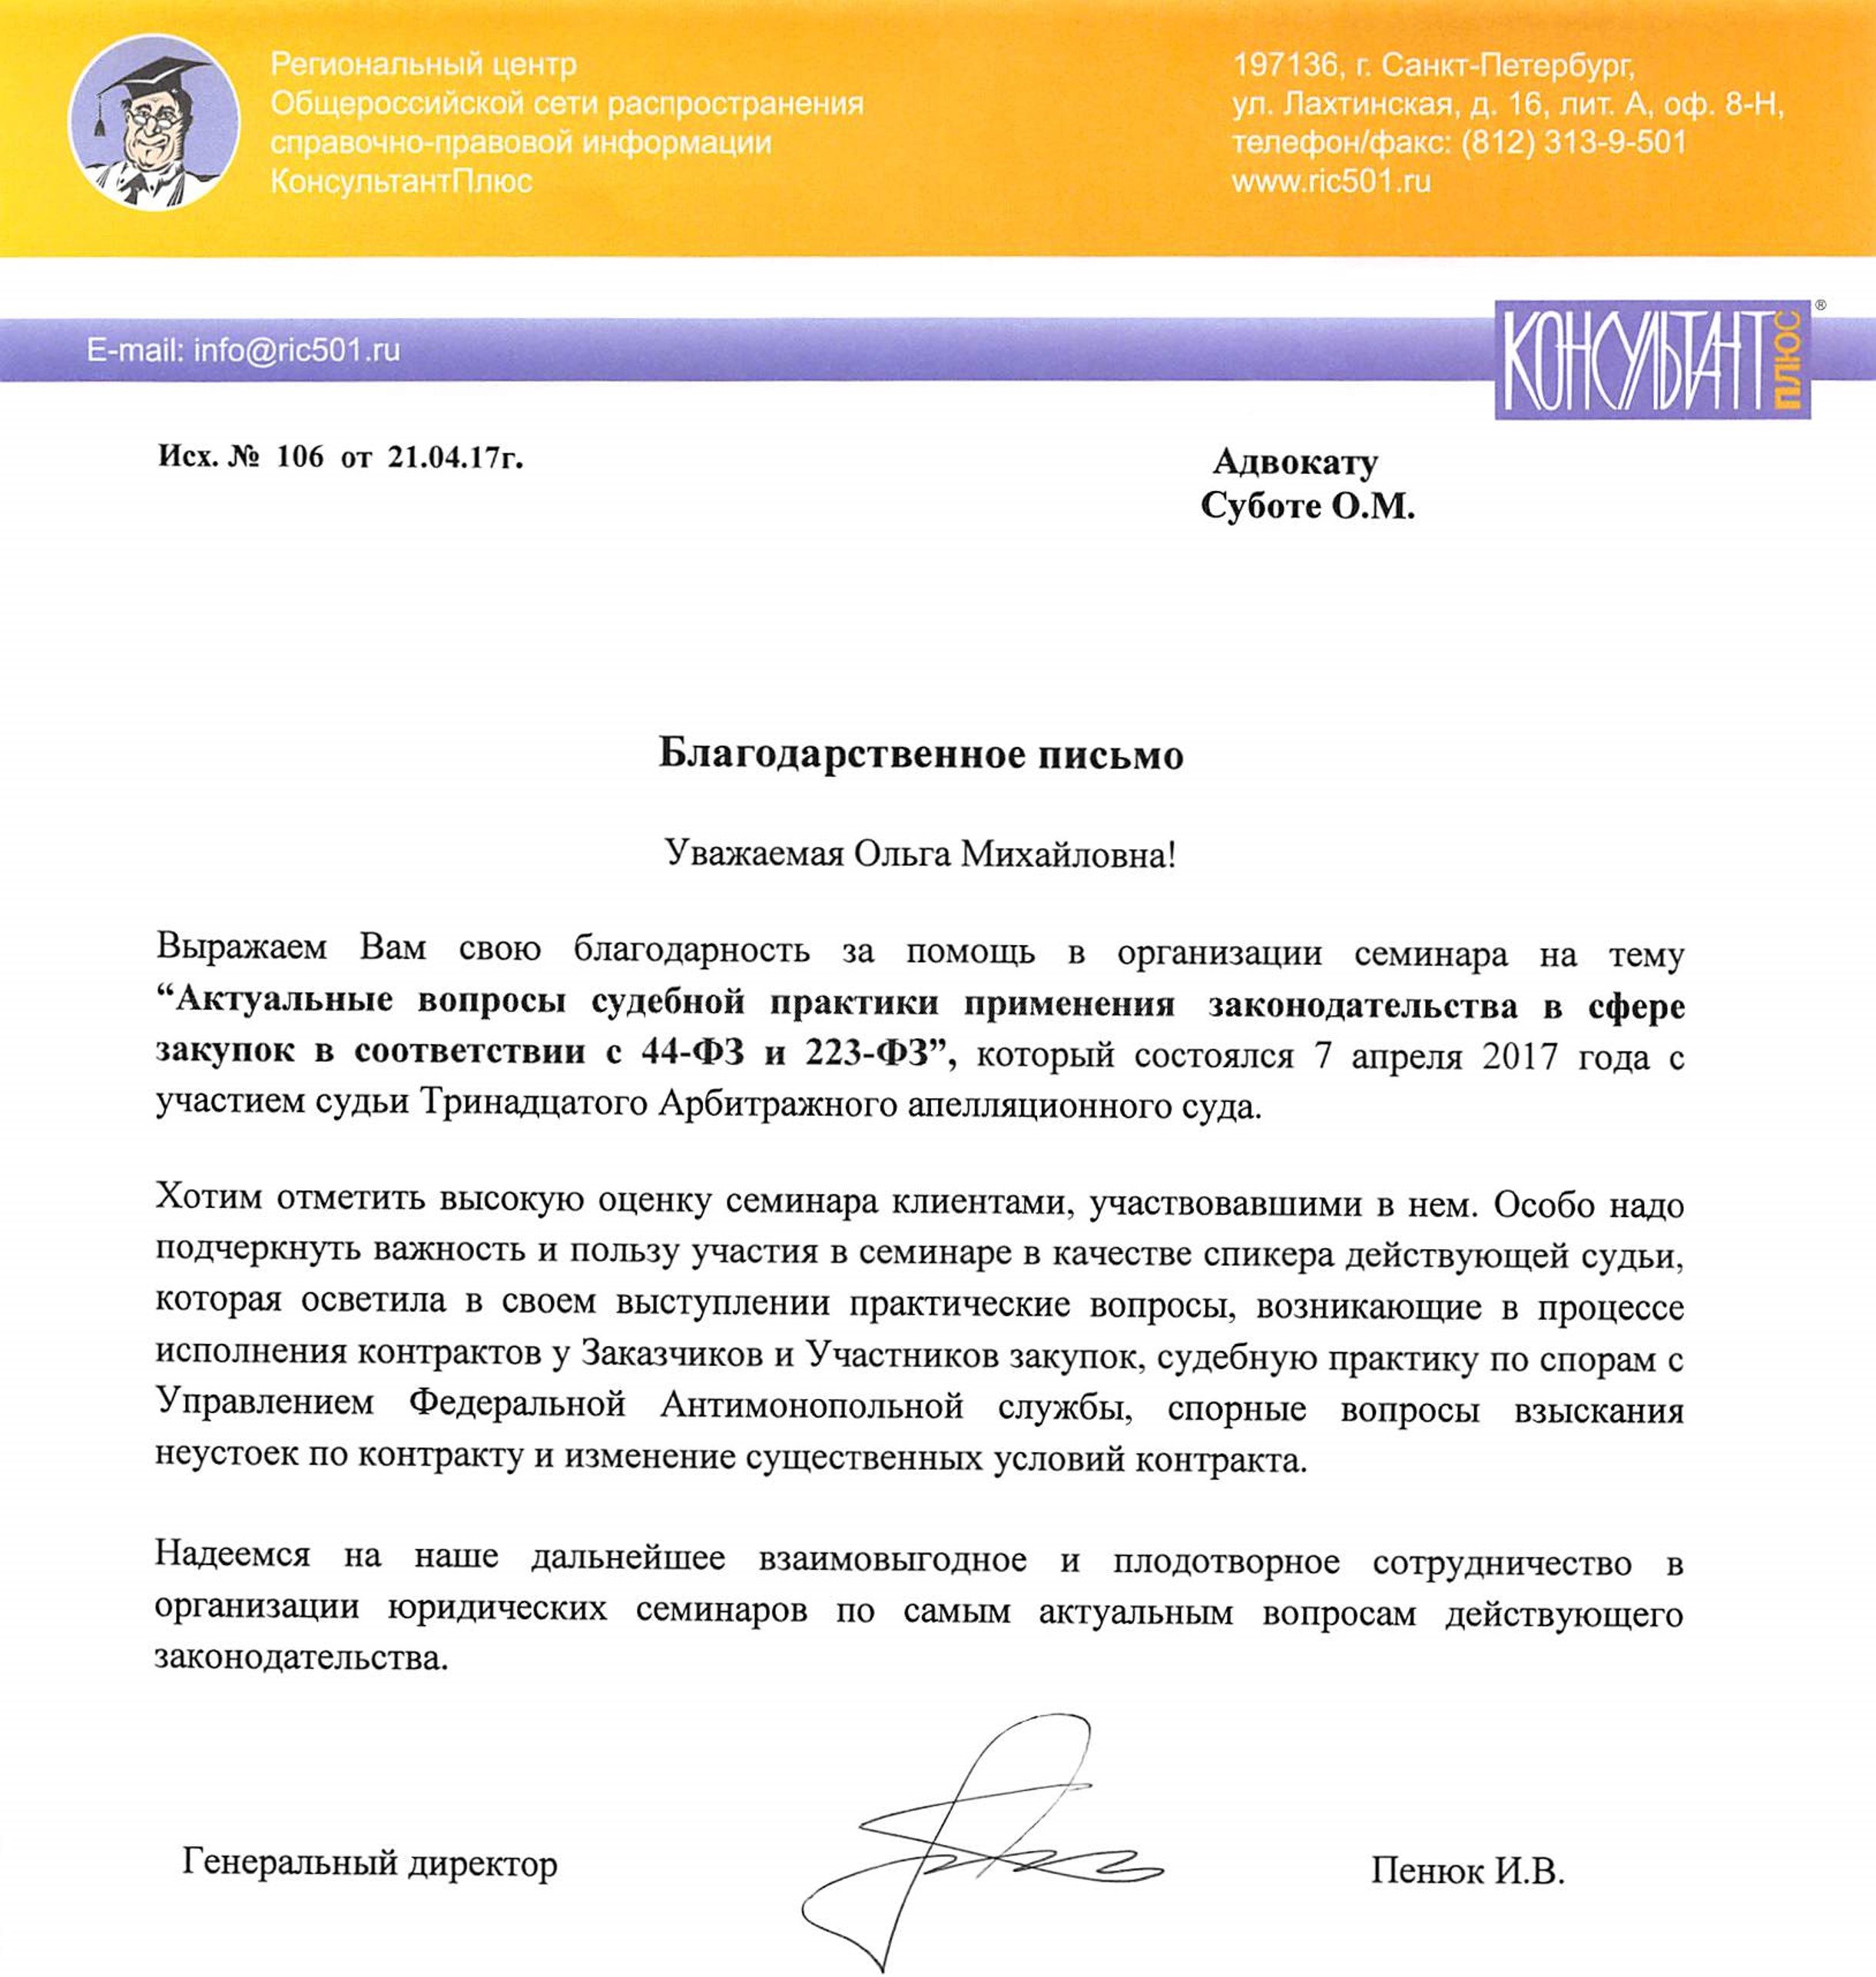 Региональный центр
Общероссийской сети распространения
справочно-правовой информации
КонсультантПлюс
197136, г. Санкт-Петербург,
ул. Лахтинская, д. 16, лит. А, оф. 8-Н,
телефон/факс: (812) 313-9-501
www.ric501.ru
E-mail: info@ric501.ru
КОНСУЛЬТАНТ ПЛЮС ®
Исх. № 106 от 21.04.17г.
Адвокату
Суботе О.М.
Благодарственное письмо
Уважаемая Ольга Михайловна!
Выражаем Вам свою благодарность за помощь в организации семинара на тему
“Актуальные вопросы судебной практики применения законодательства в сфере
закупок в соответствии с 44-ФЗ и 223-ФЗ”, который состоялся 7 апреля 2017 года с
участием судьи Тринадцатого Арбитражного апелляционного суда.
Хотим отметить высокую оценку семинара клиентами, участвовавшими в нем. Особо надо
подчеркнуть важность и пользу участия в семинаре в качестве спикера действующей судьи,
которая осветила в своем выступлении практические вопросы, возникающие в процессе
исполнения контрактов у Заказчиков и Участников закупок, судебную практику по спорам с
Управлением Федеральной Антимонопольной службы, спорные вопросы взыскания
неустоек по контракту и изменение существенных условий контракта.
Надеемся на наше дальнейшее взаимовыгодное и плодотворное сотрудничество в
организации юридических семинаров по самым актуальным вопросам действующего
законодательства.
Генеральный директор
Пенюк И.В.